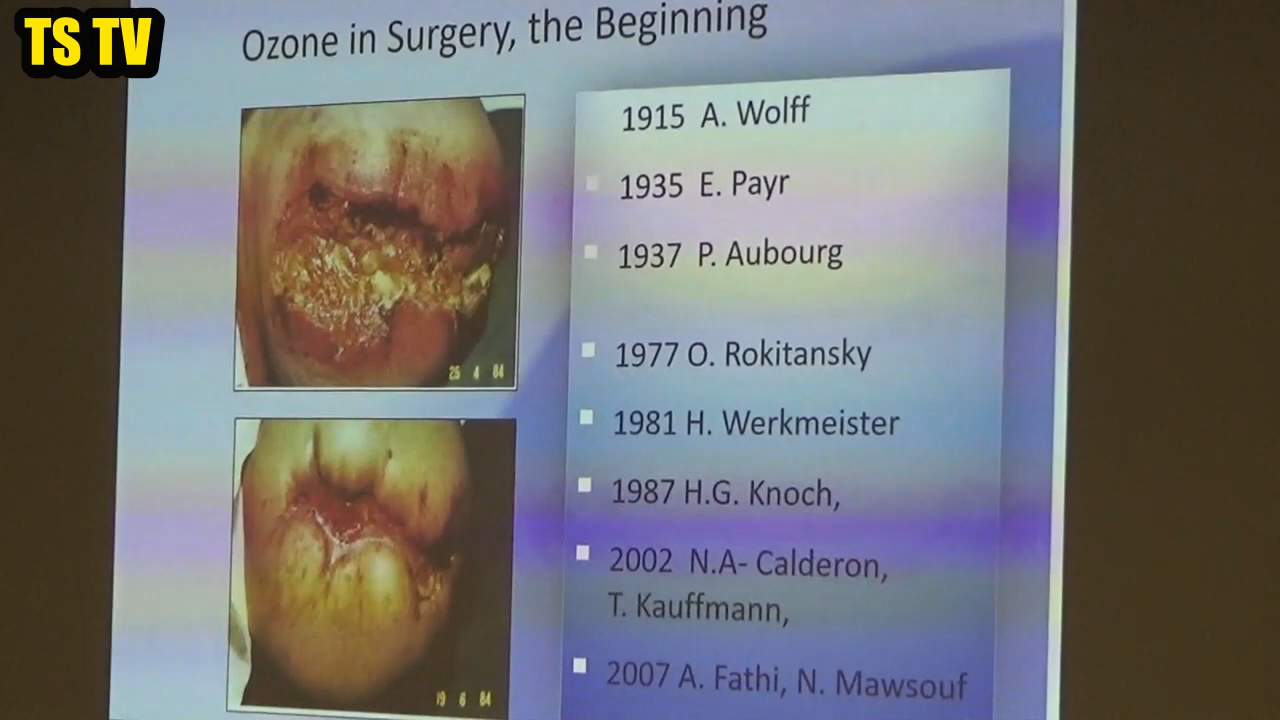 TS TV
Ozone in Surgery, the Beginning
1915 A. Wolff
1935 E. Payr
1937 P. Aubourg
1977 O. Rokitansky
1981 H. Werkmeister
1987 H.G. Knoch,
2002 N.A- Calderon,
T. Kauffmann,
2007 A. Fathi, N. Mawsouf
25 4 84
19 6 84